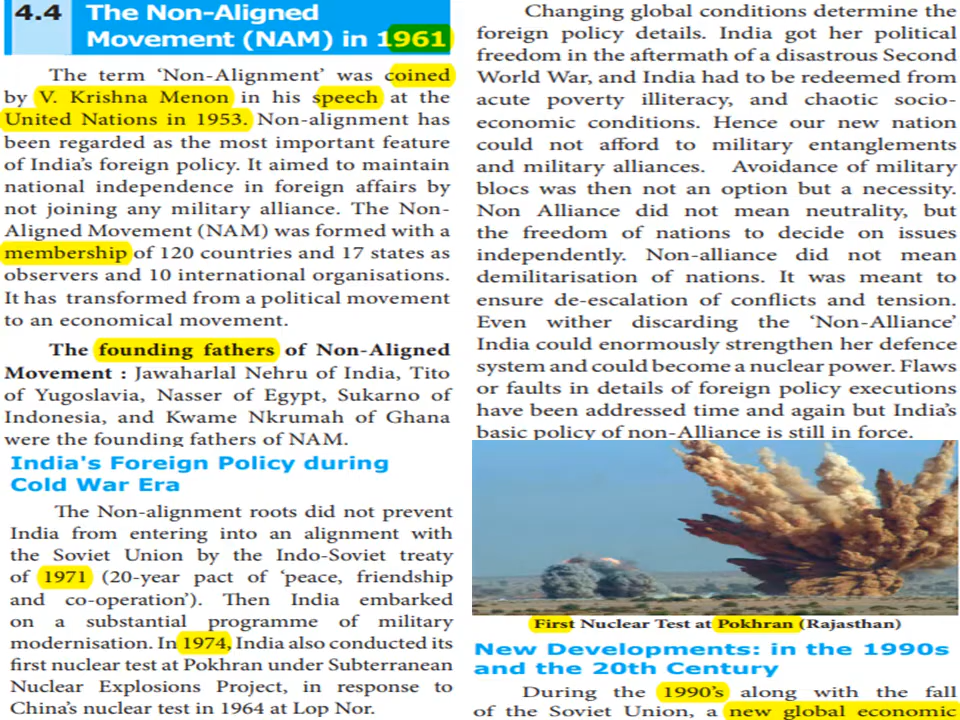 4.4 The Non-Aligned
Movement (NAM) in 1961
The term ‘Non-Alignment’ was coined
by V. Krishna Menon in his speech at the
United Nations in 1953. Non-alignment has
been regarded as the most important feature
of India’s foreign policy. It aimed to maintain
national independence in foreign affairs by
not joining any military alliance. The Non-
Aligned Movement (NAM) was formed with a
membership of 120 countries and 17 states as
observers and 10 international organisations.
It has transformed from a political movement
to an economical movement.
The founding fathers of Non-Aligned
Movement : Jawaharlal Nehru of India, Tito
of Yugoslavia, Nasser of Egypt, Sukarno of
Indonesia, and Kwame Nkrumah of Ghana
were the founding fathers of NAM.
India's Foreign Policy during
Cold War Era
The Non-alignment roots did not prevent
India from entering into an alignment with
the Soviet Union by the Indo-Soviet treaty
of 1971 (20-year pact of ‘peace, friendship
and co-operation’). Then India embarked
on a substantial programme of military
modernisation. In 1974, India also conducted its
first nuclear test at Pokhran under Subterranean
Nuclear Explosions Project, in response to
China’s nuclear test in 1964 at Lop Nor.
Changing global conditions determine the
foreign policy details. India got her political
freedom in the aftermath of a disastrous Second
World War, and India had to be redeemed from
acute poverty illiteracy, and chaotic socio-
economic conditions. Hence our new nation
could not afford to military entanglements
and military alliances. Avoidance of military
blocs was then not an option but a necessity.
Non Alliance did not mean neutrality, but
the freedom of nations to decide on issues
independently. Non-alliance did not mean
demilitarisation of nations. It was meant to
ensure de-escalation of conflicts and tension.
Even wither discarding the ‘Non-Alliance’
India could enormously strengthen her defence
system and could become a nuclear power. Flaws
or faults in details of foreign policy executions
have been addressed time and again but India’s
basic policy of non-Alliance is still in force.
First Nuclear Test at Pokhran (Rajasthan)
New Developments: in the 1990s
and the 20th Century
During the 1990’s along with the fall
of the Soviet Union, a new global economic